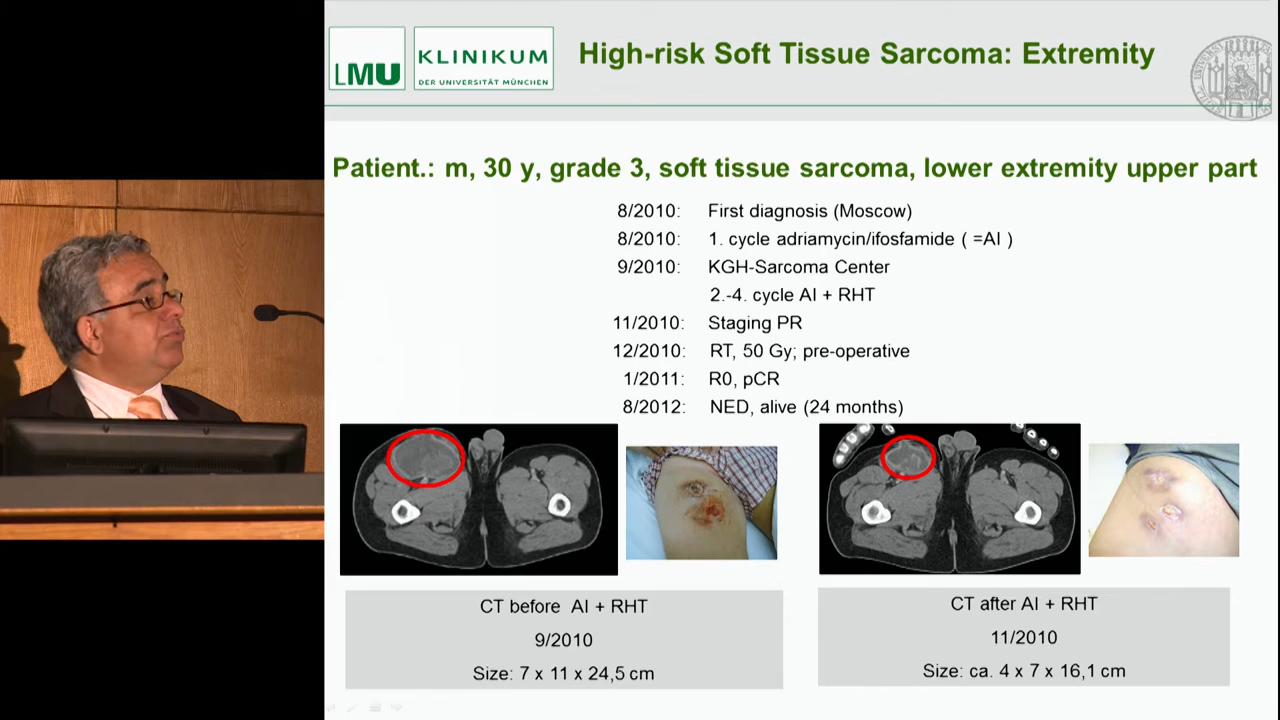 LMU
KLINIKUM
DER UNIVERSITÄT MÜNCHEN
High-risk Soft Tissue Sarcoma: Extremity
Patient.: m, 30 y, grade 3, soft tissue sarcoma, lower extremity upper part
8/2010: First diagnosis (Moscow)
8/2010: 1. cycle adriamycin/ifosfamide ( =AI )
9/2010: KGH-Sarcoma Center
2.-4. cycle AI + RHT
11/2010: Staging PR
12/2010: RT, 50 Gy; pre-operative
1/2011: R0, pCR
8/2012: NED, alive (24 months)
CT before AI + RHT
9/2010
Size: 7 x 11 x 24,5 cm
CT after AI + RHT
11/2010
Size: ca. 4 x 7 x 16,1 cm